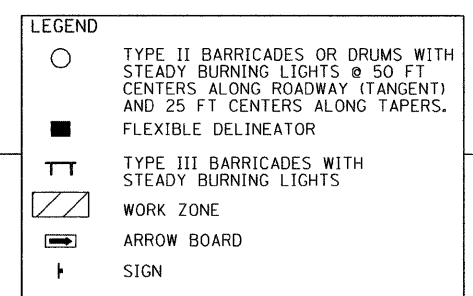 LEGEND
TYPE II BARRICADES OR DRUMS WITH
STEADY BURNING LIGHTS @ 50 FT
CENTERS ALONG ROADWAY (TANGENT)
AND 25 FT CENTERS ALONG TAPERS.
FLEXIBLE DELINEATOR
TYPE III BARRICADES WITH
STEADY BURNING LIGHTS
WORK ZONE
ARROW BOARD
SIGN